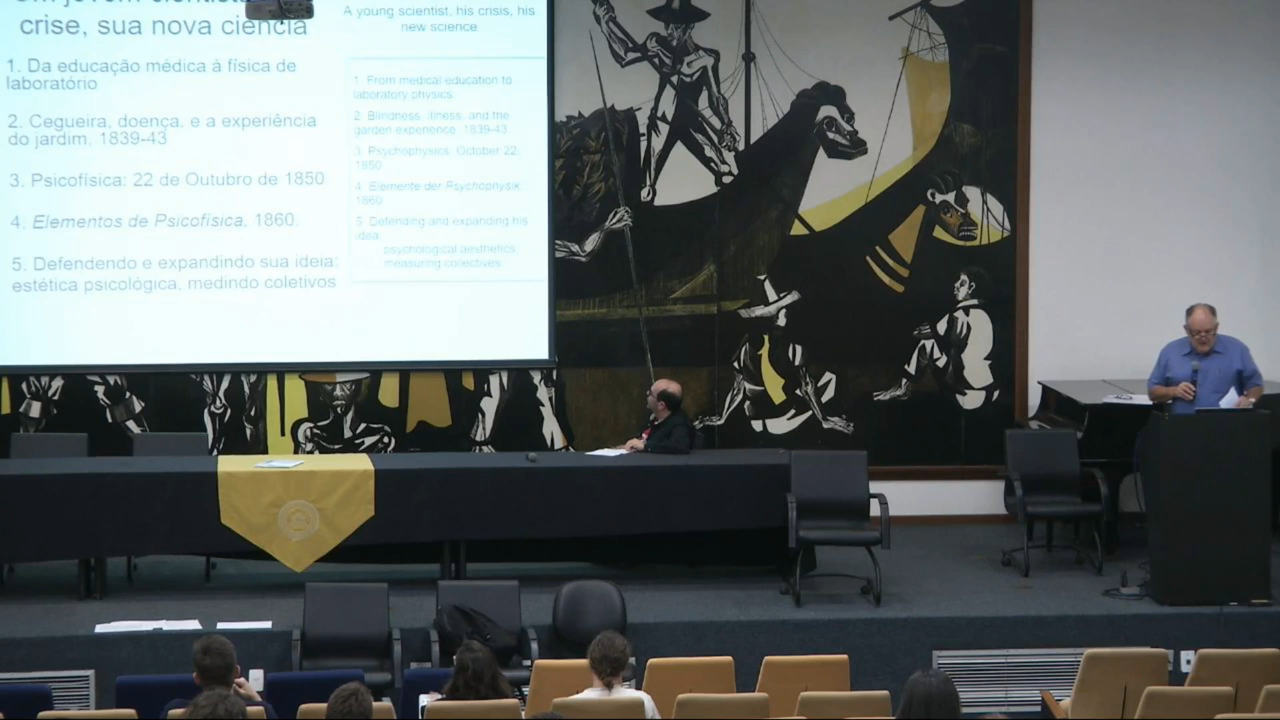 Um jovem cientista, sua
crise, sua nova ciência
1. Da educação médica à física de
laboratório
2. Cegueira, doença, e a experiência
do jardim, 1839-43
3. Psicofísica: 22 de Outubro de 1850
4. Elementos de Psicofísica, 1860.
5. Defendendo e expandindo sua ideia:
estética psicológica, medindo coletivos
A young scientist, his crisis, his
new science.
1. From medical education to
laboratory physics.
2. Blindness, illness, and the
garden experience, 1839-43
3. Psychophysics, October 22,
1850
4. Elemente der Psychophysik,
1860
5. Defending and expanding his
idea:
psychological aesthetics
measuring collectives